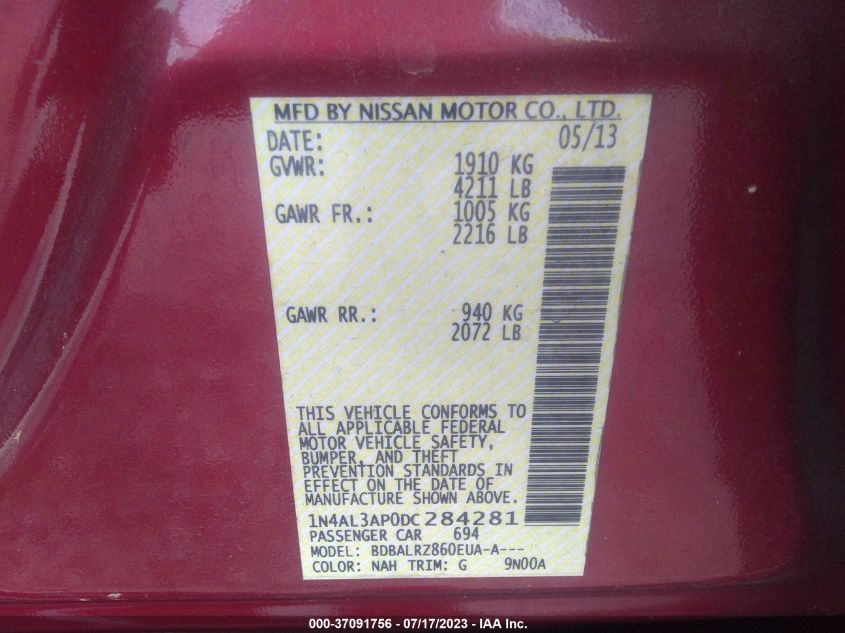 MFD BY NISSAN MOTOR CO., LTD.
DATE: 05/13
GVWR: 1910 KG
4211 LB
GAWR FR.: 1005 KG
2216 LB
GAWR RR.: 940 KG
2072 LB
THIS VEHICLE CONFORMS TO
ALL APPLICABLE FEDERAL
MOTOR VEHICLE SAFETY,
BUMPER, AND THEFT
PREVENTION STANDARDS IN
EFFECT ON THE DATE OF
MANUFACTURE SHOWN ABOVE.
1N4AL3AP0DC284281
PASSENGER CAR 694
MODEL: BDBALRZ860EUA-A---
COLOR: NAH TRIM: G 9N00A
000-37091756 - 07/17/2023 - IAA Inc.